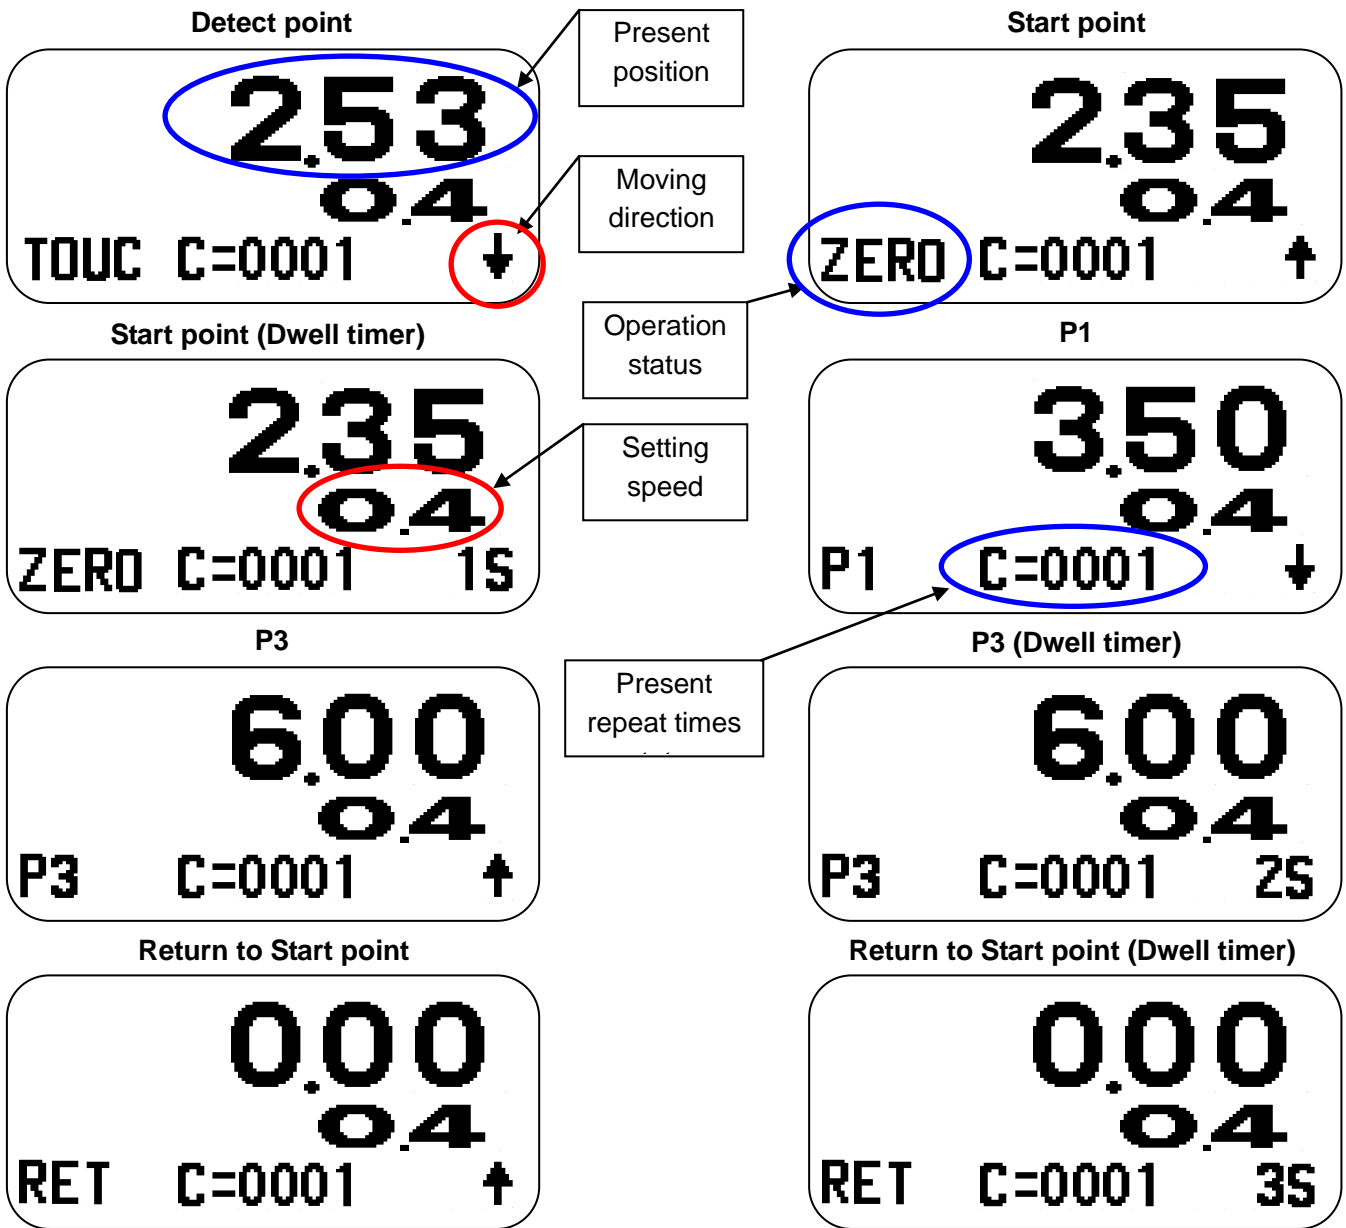 Detect point
2.53
0.4
TOUC C=0001
Present
position
Moving
direction
Start point
2.35
0.4
ZERO C=0001
Operation
status
Start point (Dwell timer)
2.35
0.4
ZERO C=0001 1S
Setting
speed
P1
3.50
0.4
P1 C=0001
Present
repeat times
P3
6.00
0.4
P3 C=0001
P3 (Dwell timer)
6.00
0.4
P3 C=0001 2S
Return to Start point
0.00
0.4
RET C=0001
Return to Start point (Dwell timer)
0.00
0.4
RET C=0001 3S